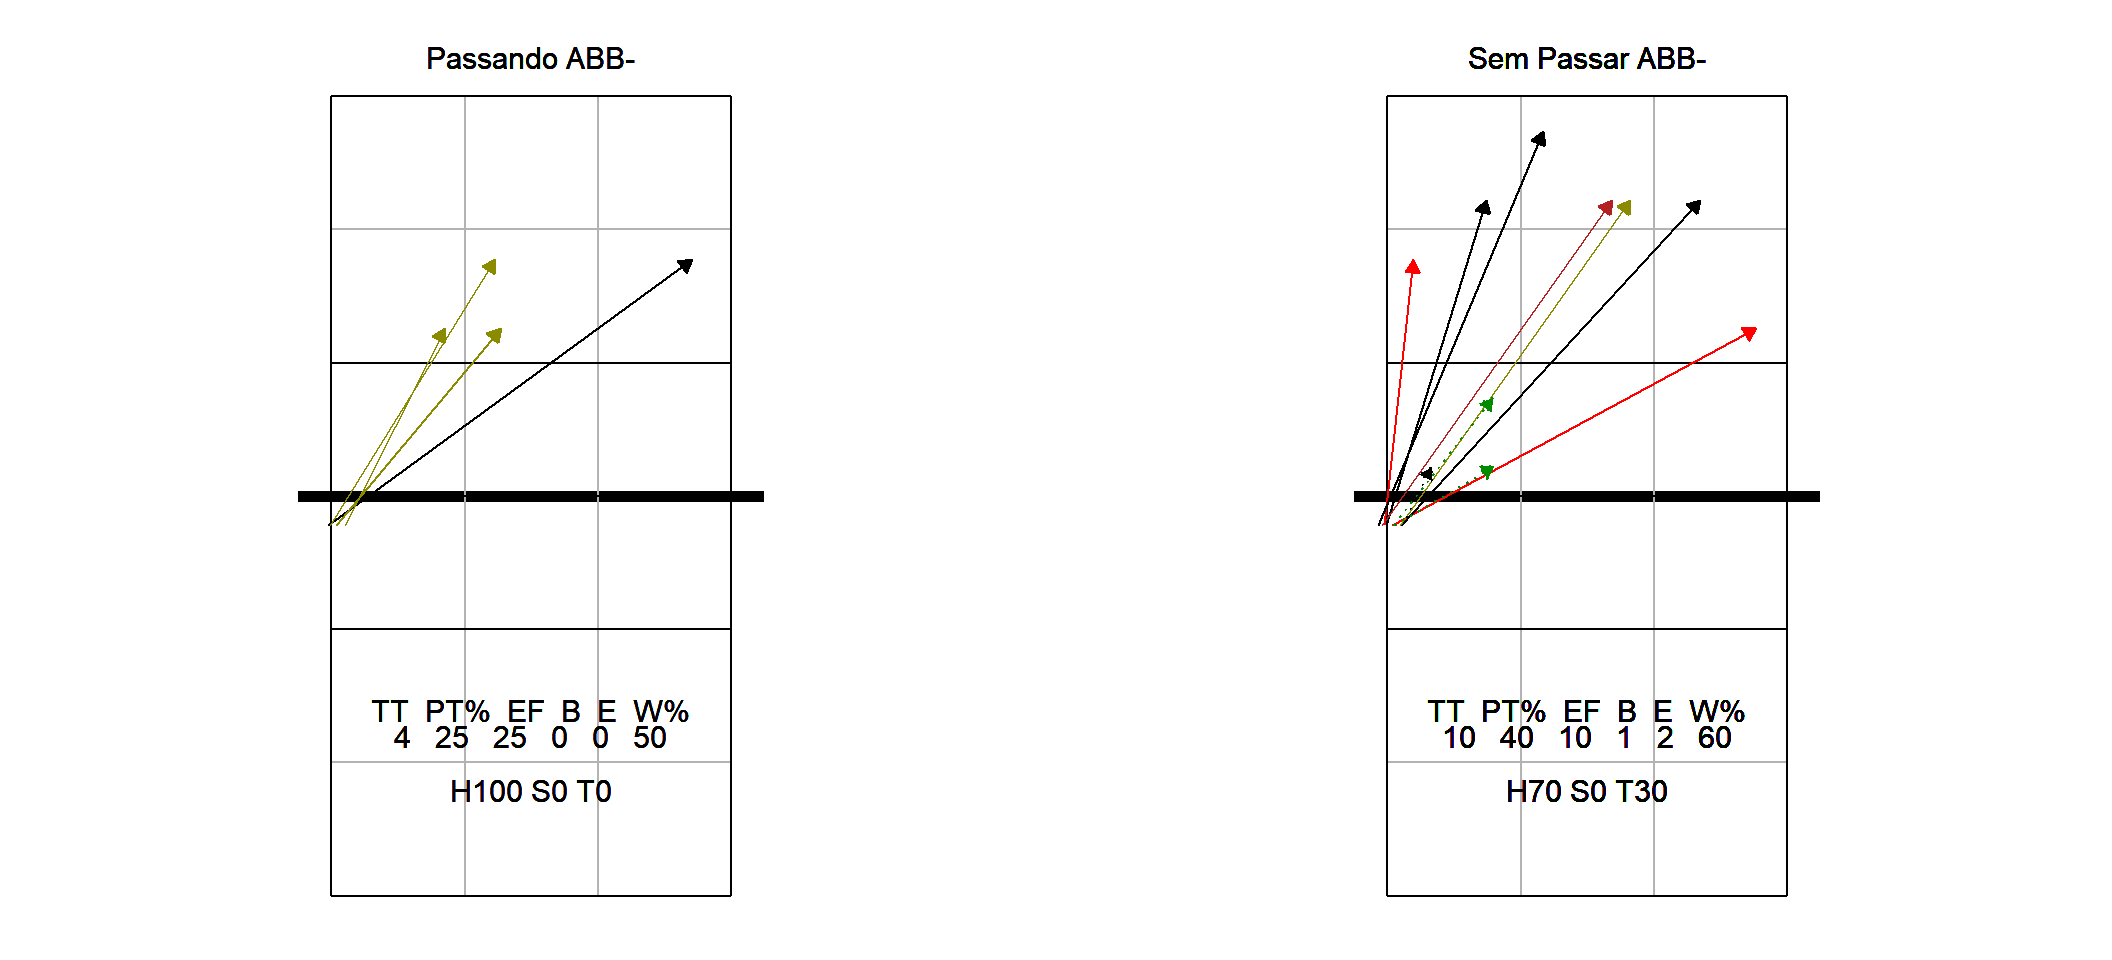 Passando ABB-
TT PT% EF B E W%
4 25 25 0 0 50
H100 S0 T0
Sem Passar ABB-
TT PT% EF B E W%
10 40 10 1 2 60
H70 S0 T30